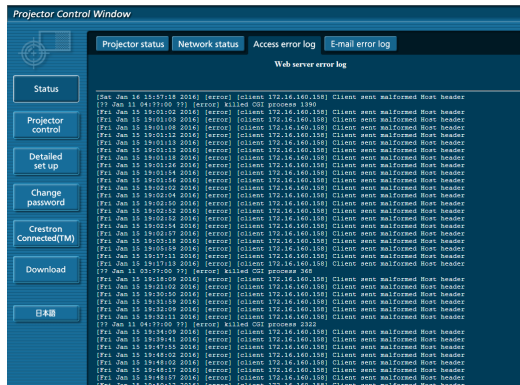 Projector Control Window
Projector status
Network status
Access error log
E-mail error log
Web server error log
Status
Projector control
Detailed set up
Change password
Crestron Connected(TM)
Download
日本語
[Sat Jan 16 15:57:18 2016] [error] [client 172.16.160.158] Client sent malformed Host header
[?? Jan 11 04:??:00 ??] [error] killed CGI process 1390
[Fri Jan 15 19:01:02 2016] [error] [client 172.16.160.158] Client sent malformed Host header
[Fri Jan 15 19:01:03 2016] [error] [client 172.16.160.158] Client sent malformed Host header
[Fri Jan 15 19:01:08 2016] [error] [client 172.16.160.158] Client sent malformed Host header
[Fri Jan 15 19:01:12 2016] [error] [client 172.16.160.158] Client sent malformed Host header
[Fri Jan 15 19:01:13 2016] [error] [client 172.16.160.158] Client sent malformed Host header
[Fri Jan 15 19:01:13 2016] [error] [client 172.16.160.158] Client sent malformed Host header
[Fri Jan 15 19:01:18 2016] [error] [client 172.16.160.158] Client sent malformed Host header
[Fri Jan 15 19:01:26 2016] [error] [client 172.16.160.158] Client sent malformed Host header
[Fri Jan 15 19:01:54 2016] [error] [client 172.16.160.158] Client sent malformed Host header
[Fri Jan 15 19:01:56 2016] [error] [client 172.16.160.158] Client sent malformed Host header
[Fri Jan 15 19:02:02 2016] [error] [client 172.16.160.158] Client sent malformed Host header
[Fri Jan 15 19:02:04 2016] [error] [client 172.16.160.158] Client sent malformed Host header
[Fri Jan 15 19:02:50 2016] [error] [client 172.16.160.158] Client sent malformed Host header
[Fri Jan 15 19:02:52 2016] [error] [client 172.16.160.158] Client sent malformed Host header
[Fri Jan 15 19:02:52 2016] [error] [client 172.16.160.158] Client sent malformed Host header
[Fri Jan 15 19:02:54 2016] [error] [client 172.16.160.158] Client sent malformed Host header
[Fri Jan 15 19:02:57 2016] [error] [client 172.16.160.158] Client sent malformed Host header
[Fri Jan 15 19:03:18 2016] [error] [client 172.16.160.158] Client sent malformed Host header
[Fri Jan 15 19:05:59 2016] [error] [client 172.16.160.158] Client sent malformed Host header
[Fri Jan 15 19:17:11 2016] [error] [client 172.16.160.158] Client sent malformed Host header
[Fri Jan 15 19:17:13 2016] [error] [client 172.16.160.158] Client sent malformed Host header
[?? Jan 11 03:??:00 ??] [error] killed CGI process 368
[Fri Jan 15 19:18:09 2016] [error] [client 172.16.160.158] Client sent malformed Host header
[Fri Jan 15 19:21:02 2016] [error] [client 172.16.160.158] Client sent malformed Host header
[Fri Jan 15 19:30:50 2016] [error] [client 172.16.160.158] Client sent malformed Host header
[Fri Jan 15 19:31:59 2016] [error] [client 172.16.160.158] Client sent malformed Host header
[Fri Jan 15 19:32:09 2016] [error] [client 172.16.160.158] Client sent malformed Host header
[Fri Jan 15 19:32:11 2016] [error] [client 172.16.160.158] Client sent malformed Host header
[?? Jan 11 04:??:00 ??] [error] killed CGI process 2322
[Fri Jan 15 19:34:09 2016] [error] [client 172.16.160.158] Client sent malformed Host header
[Fri Jan 15 19:39:41 2016] [error] [client 172.16.160.158] Client sent malformed Host header
[Fri Jan 15 19:47:55 2016] [error] [client 172.16.160.158] Client sent malformed Host header
[Fri Jan 15 19:48:02 2016] [error] [client 172.16.160.158] Client sent malformed Host header
[Fri Jan 15 19:48:02 2016] [error] [client 172.16.160.158] Client sent malformed Host header
[Fri Jan 15 19:48:17 2016] [error] [client 172.16.160.158] Client sent malformed Host header
[Fri Jan 15 19:48:57 2016] [error] [client 172.16.160.158] Client sent malformed Host header